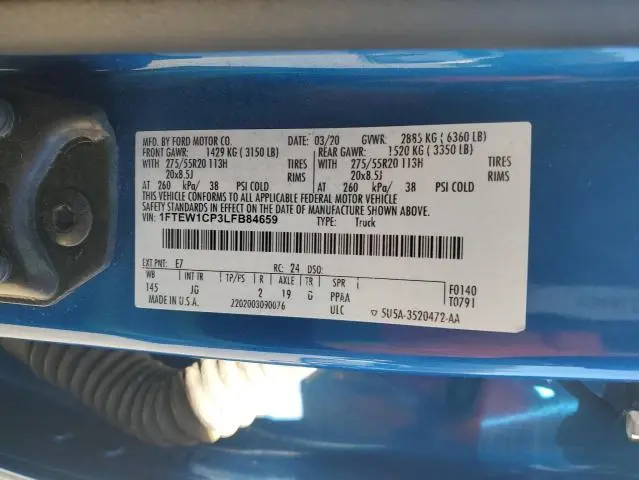 MFD. BY FORD MOTOR CO. DATE: 03/20 GVWR: 2885 KG ( 6360 LB)
FRONT GAWR: 1429 KG ( 3150 LB) REAR GAWR: 1520 KG ( 3350 LB)
WITH 275/55R20 113H TIRES WITH 275/55R20 113H TIRES
20x8.5J RIMS 20x8.5J RIMS
AT 260 kPa/ 38 PSI COLD AT 260 kPa/ 38 PSI COLD
THIS VEHICLE CONFORMS TO ALL APPLICABLE FEDERAL MOTOR VEHICLE
SAFETY STANDARDS IN EFFECT ON THE DATE OF MANUFACTURE SHOWN ABOVE.
VIN: 1FTEW1CP3LFB84659 TYPE: Truck
EXT PNT: E7 RC: 24 DSO:
WB INT TR TP/PS R AXLE TR SPR
145 JG 2 19 G PPAA F0140
MADE IN U.S.A. 2202003090076 ULC T0791
5U5A-3520472-AA